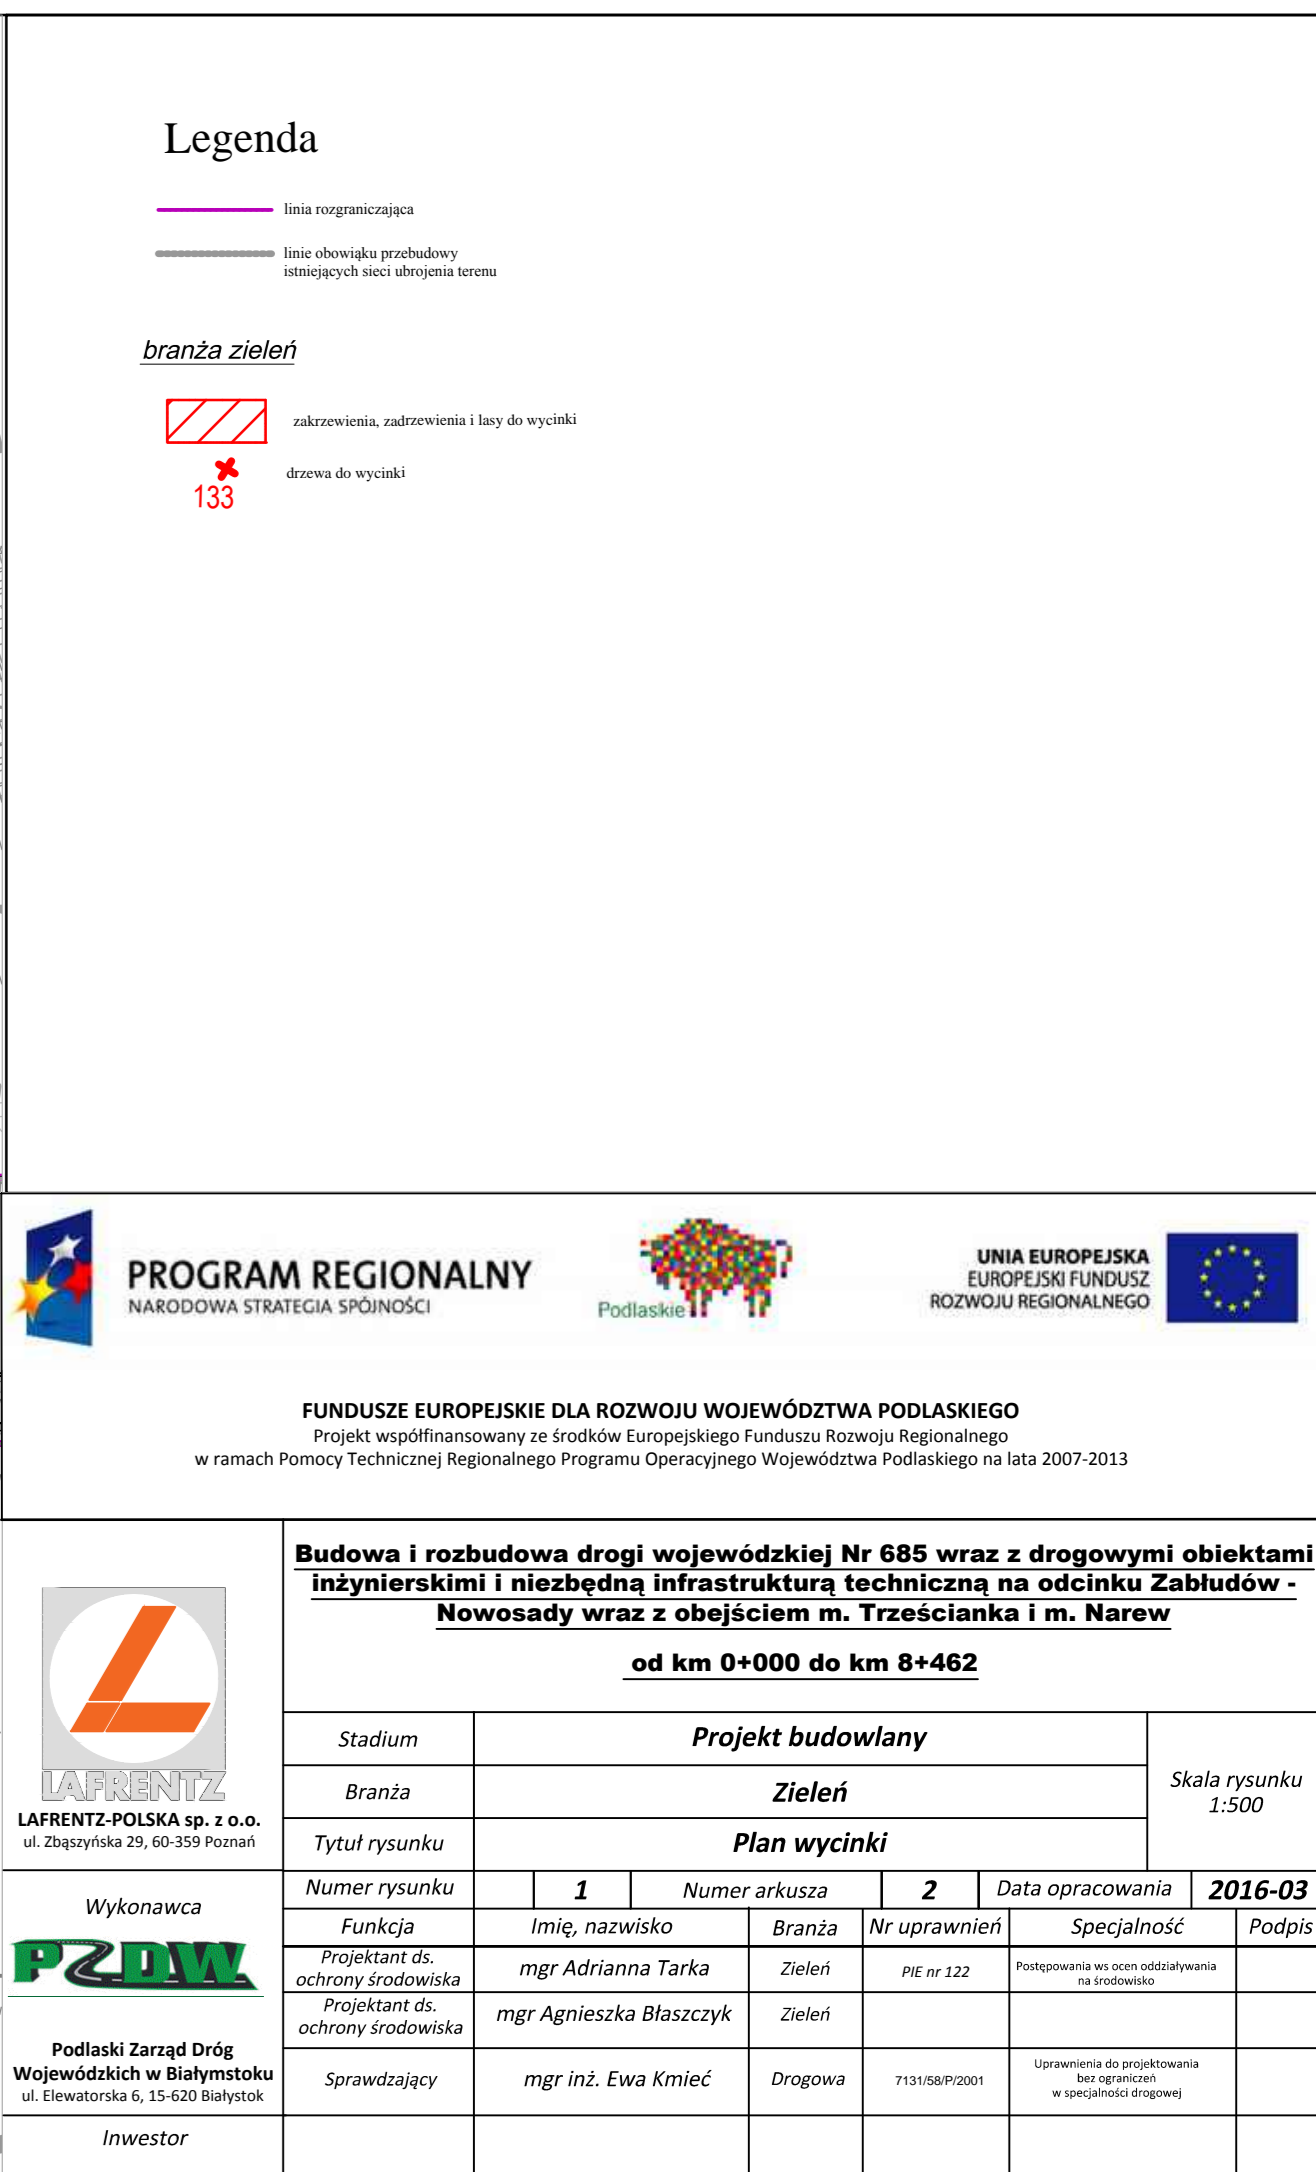 Legenda
linia rozgraniczająca
linie obowiąku przebudowy
istniejących sieci ubrojenia terenu
branża zieleń
zakrzewienia, zadrzewienia i lasy do wycinki
drzewa do wycinki
133
PROGRAM REGIONALNY
NARODOWA STRATEGIA SPÓJNOŚCI
Podlaskie
UNIA EUROPEJSKA
EUROPEJSKI FUNDUSZ
ROZWOJU REGIONALNEGO
FUNDUSZE EUROPEJSKIE DLA ROZWOJU WOJEWÓDZTWA PODLASKIEGO
Projekt współfinansowany ze środków Europejskiego Funduszu Rozwoju Regionalnego
w ramach Pomocy Technicznej Regionalnego Programu Operacyjnego Województwa Podlaskiego na lata 2007-2013
Budowa i rozbudowa drogi wojewódzkiej Nr 685 wraz z drogowymi obiektami
inżynierskimi i niezbędną infrastrukturą techniczną na odcinku Zabłudów -
Nowosady wraz z obejściem m. Trześcianka i m. Narew
od km 0+000 do km 8+462
LAFRENTZ
LAFRENTZ-POLSKA sp. z o.o.
ul. Zbąszyńska 29, 60-359 Poznań
Wykonawca
Stadium Projekt budowlany
Branża Zieleń
Tytuł rysunku Plan wycinki
Skala rysunku
1:500
Numer rysunku 1 Numer arkusza 2 Data opracowania 2016-03
Funkcja Imię, nazwisko Branża Nr uprawnień Specjalność Podpis
Projektant ds.
ochrony środowiska mgr Adrianna Tarka Zieleń PIE nr 122 Postępowania ws ocen oddziaływania
na środowisko
Projektant ds.
ochrony środowiska mgr Agnieszka Błaszczyk Zieleń
Sprawdzający mgr inż. Ewa Kmieć Drogowa 7131/58/P/2001 Uprawnienia do projektowania
bez ograniczeń
w specjalności drogowej
PZDW
Podlaski Zarząd Dróg
Wojewódzkich w Białymstoku
ul. Elewatorska 6, 15-620 Białystok
Inwestor